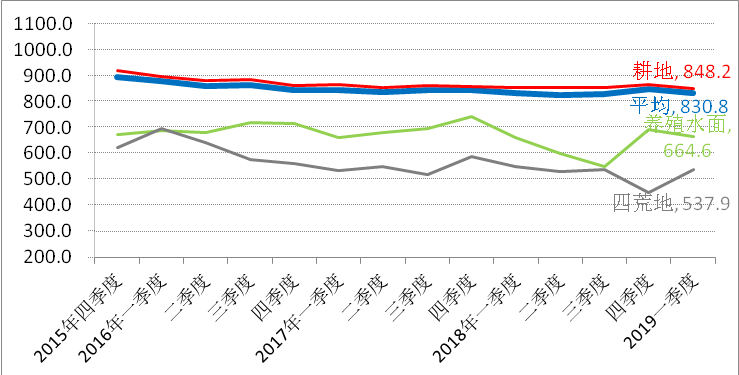 1100.0
1000.0
900.0
800.0
700.0
600.0
500.0
400.0
300.0
200.0
耕地, 848.2
平均, 830.8
养殖水面,
664.6
四荒地, 537.9
2015年四季度
2016年一季度
二季度
三季度
四季度
2017年一季度
二季度
三季度
四季度
2018年一季度
二季度
三季度
四季度
2019一季度